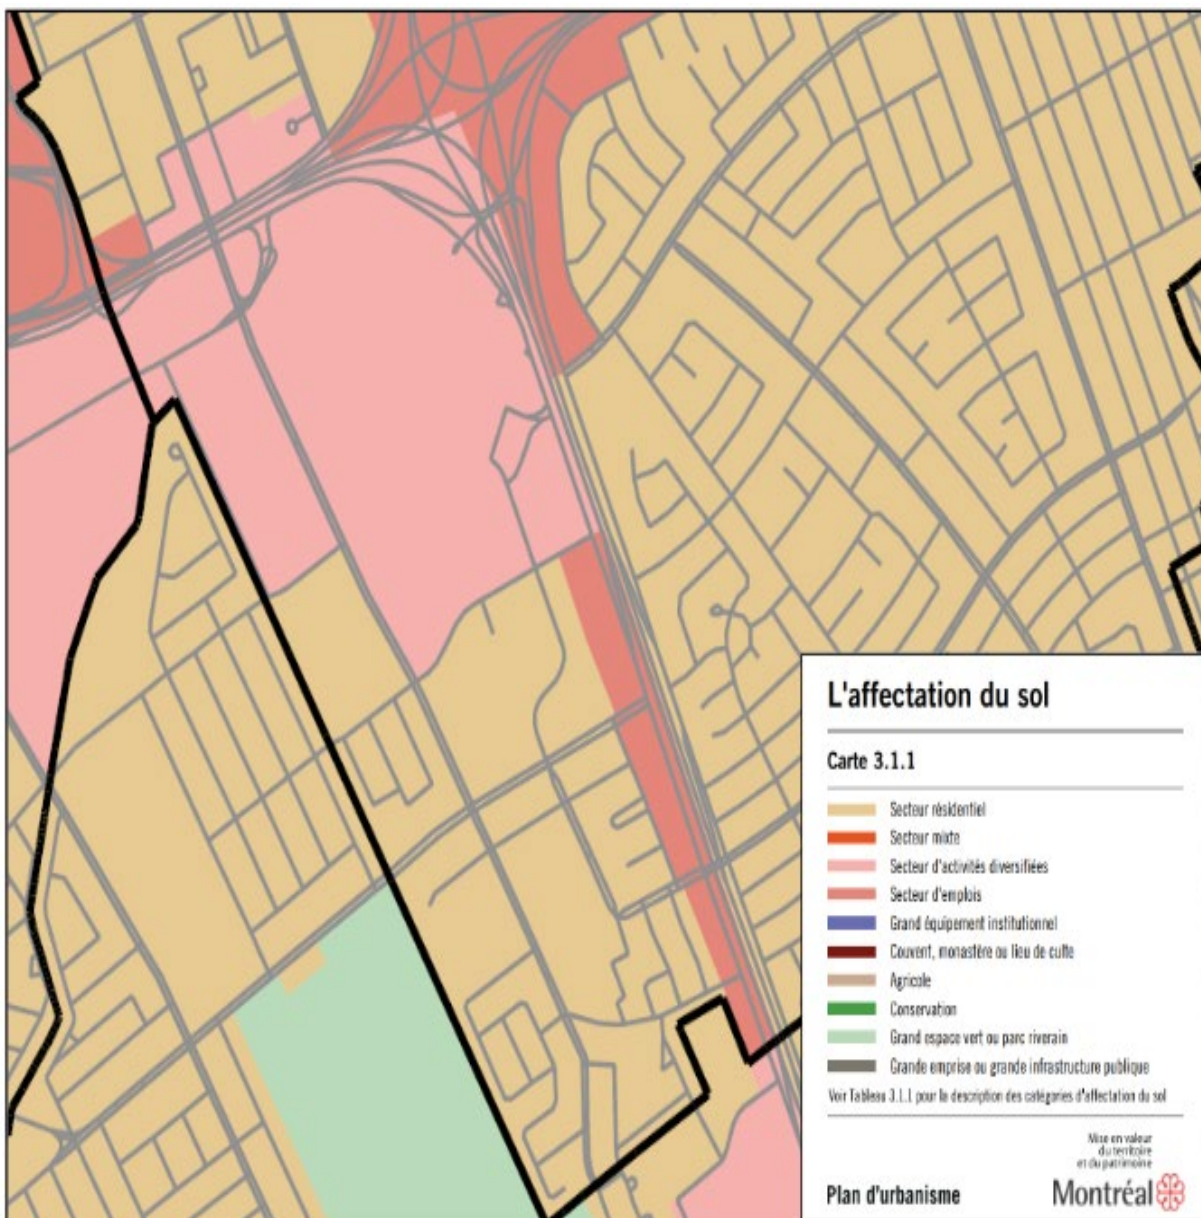 L'affectation du sol
Carte 3.1.1
Secteur résidentiel
Secteur mixte
Secteur d'activités diversifiées
Secteur d'emplois
Grand équipement institutionnel
Couvent, monastère ou lieu de culte
Agricole
Conservation
Grand espace vert ou parc riverain
Grande emprise ou grande infrastructure publique
Voir Tableau 3.1.1 pour la description des catégories d'affectation du sol
Mise en valeur
du territoire
et du patrimoine
Plan d'urbanisme
Montréal